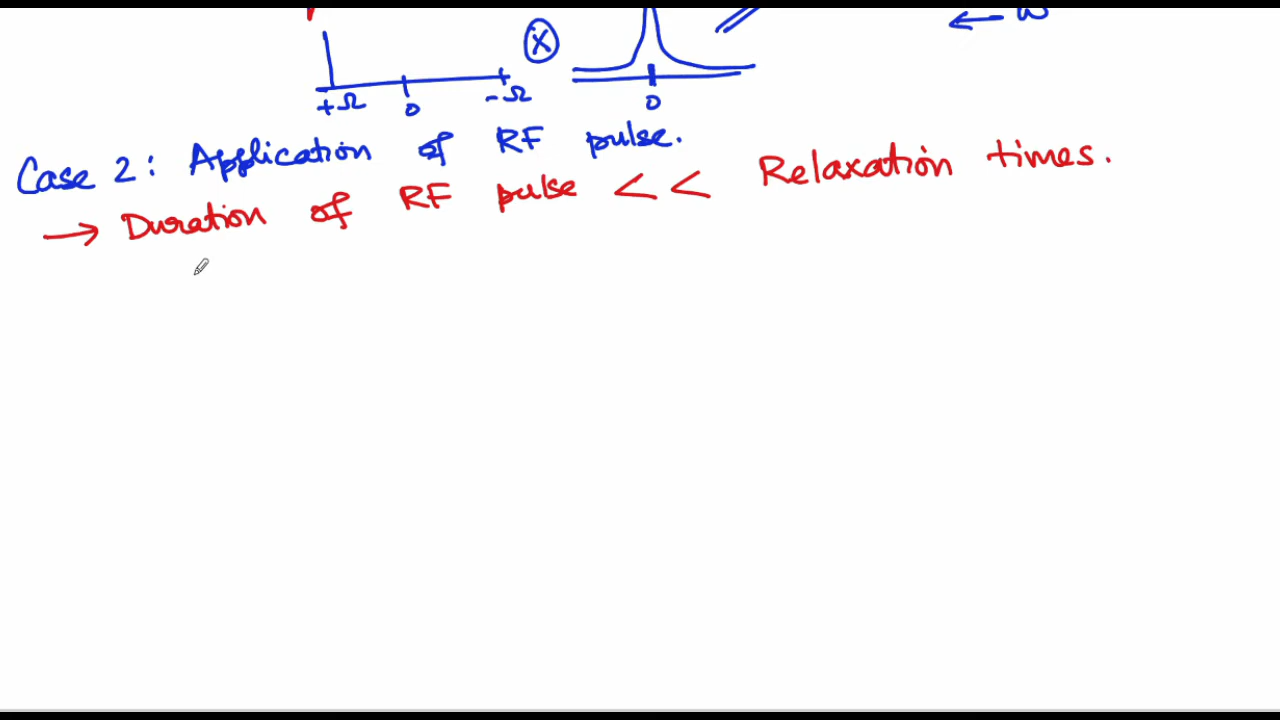 ← ω
ⓧ
+Ω 0 -Ω 0
Case 2: Application of RF pulse.
→ Duration of RF pulse << Relaxation times.